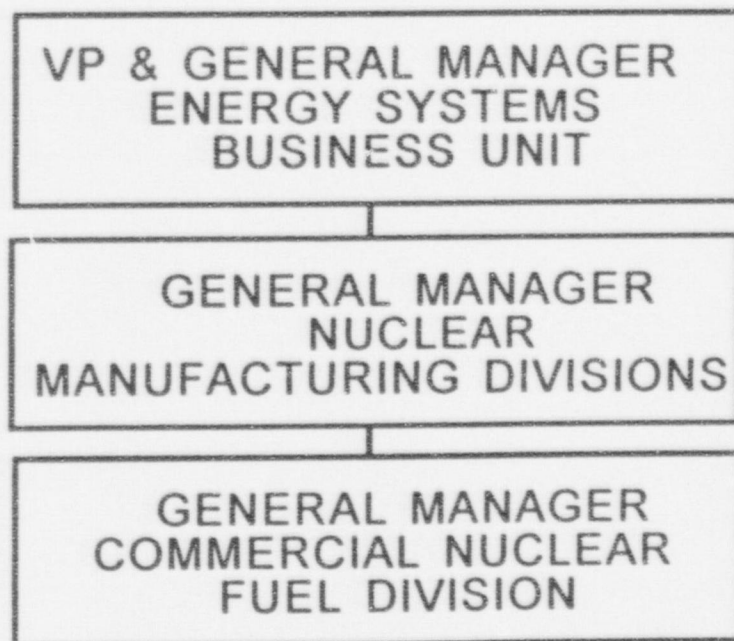 VP & GENERAL MANAGER
ENERGY SYSTEMS
BUSINESS UNIT
GENERAL MANAGER
NUCLEAR
MANUFACTURING DIVISIONS
GENERAL MANAGER
COMMERCIAL NUCLEAR
FUEL DIVISION